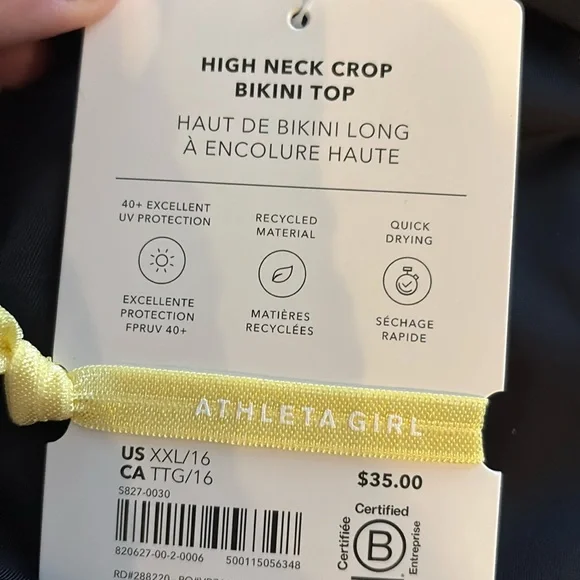 HIGH NECK CROP
BIKINI TOP
HAUT DE BIKINI LONG
À ENCOLURE HAUTE
40+ EXCELLENT
UV PROTECTION
EXCELLENTE
PROTECTION
FPRUV 40+
RECYCLED
MATERIAL
MATIÈRES
RECYCLÉES
QUICK
DRYING
SÉCHAGE
RAPIDE
ATHLETA GIRL
US XXL/16
CA TTG/16
$35.00
S827-0030
820627-00-2-0006 500115056348
RD#288220
Certified
Certifiée
B
Entreprise